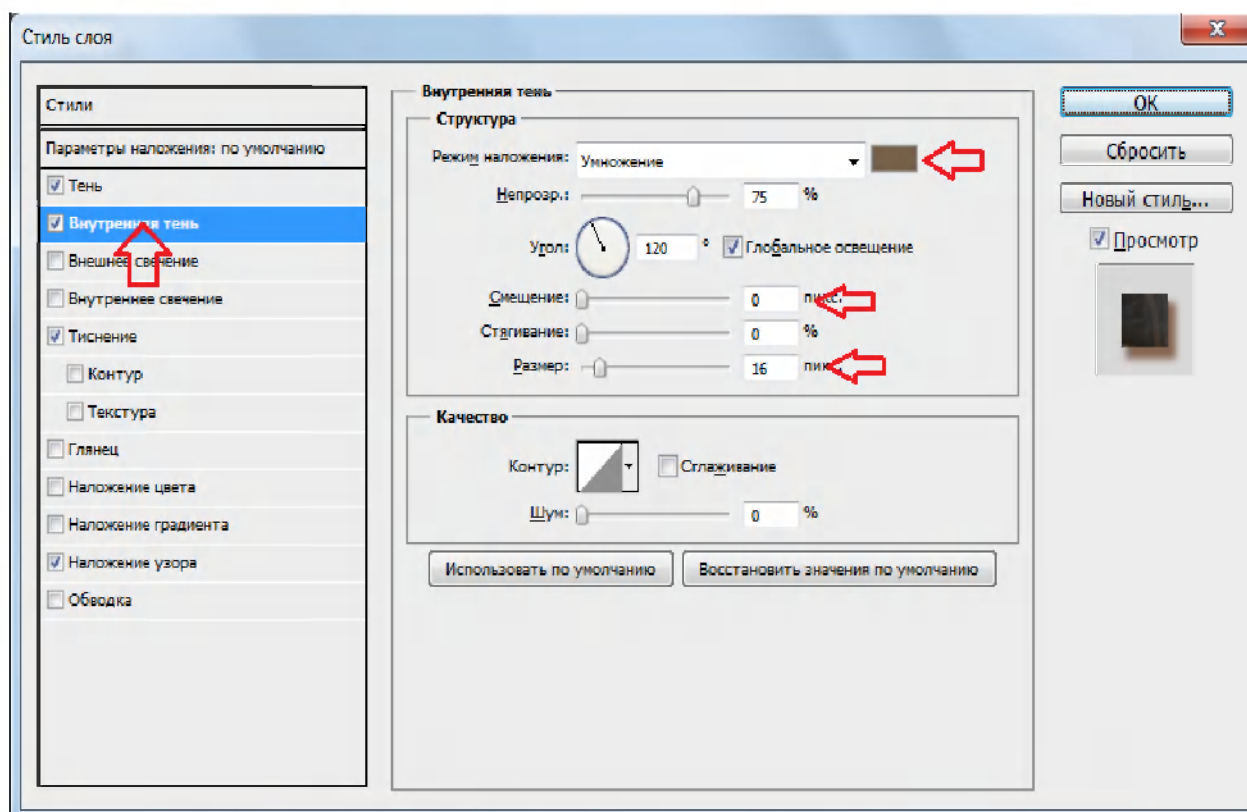 Стиль слоя
Стили
Параметры наложения: по умолчанию
Тень
Внутренняя тень
Внешнее свечение
Внутреннее свечение
Тиснение
Контур
Текстура
Глянец
Наложение цвета
Наложение градиента
Наложение узора
Обводка
Внутренняя тень
Структура
Режим наложения: Умножение
Непрозр.: 75 %
Угол: 120 ° Глобальное освещение
Смещение: 0 пикс.
Стягивание: 0 %
Размер: 16 пикс.
Качество
Контур: Сглаживание
Шум: 0 %
Использовать по умолчанию Восстановить значения по умолчанию
OK
Сбросить
Новый стиль...
Просмотр